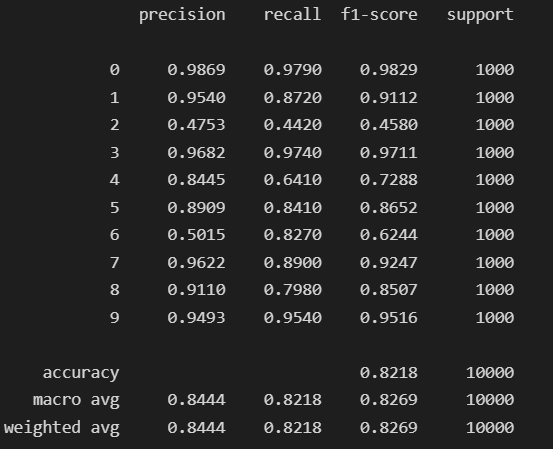 precision recall f1-score support
0 0.9869 0.9790 0.9829 1000
1 0.9540 0.8720 0.9112 1000
2 0.4753 0.4420 0.4580 1000
3 0.9682 0.9740 0.9711 1000
4 0.8445 0.6410 0.7288 1000
5 0.8909 0.8410 0.8652 1000
6 0.5015 0.8270 0.6244 1000
7 0.9622 0.8900 0.9247 1000
8 0.9110 0.7980 0.8507 1000
9 0.9493 0.9540 0.9516 1000
accuracy 0.8218 10000
macro avg 0.8444 0.8218 0.8269 10000
weighted avg 0.8444 0.8218 0.8269 10000